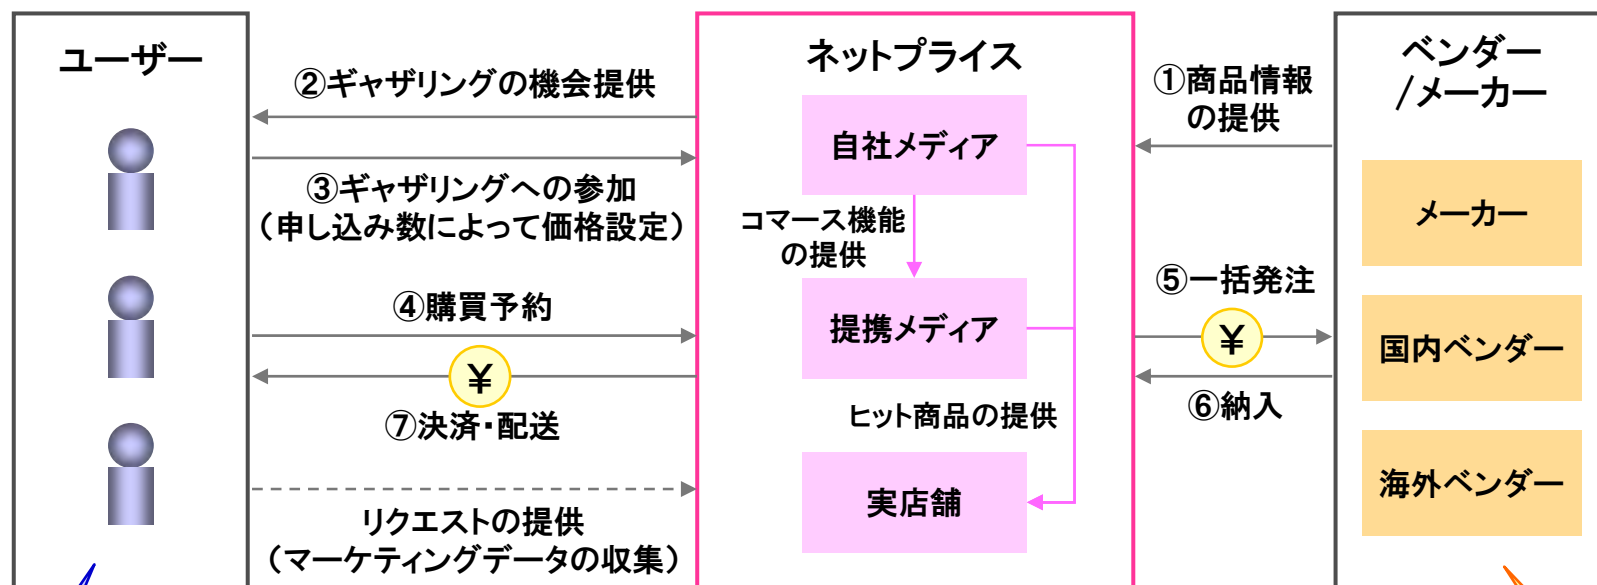 ユーザー
②ギャザリングの機会提供
③ギャザリングへの参加
（申し込み数によって価格設定）
④購買予約
¥
⑦決済・配送
リクエストの提供
（マーケティングデータの収集）
ネットプライス
自社メディア
コマース機能
の提供
提携メディア
ヒット商品の提供
実店舗
①商品情報
の提供
⑤一括発注
¥
⑥納入
ベンダー
/メーカー
メーカー
国内ベンダー
海外ベンダー